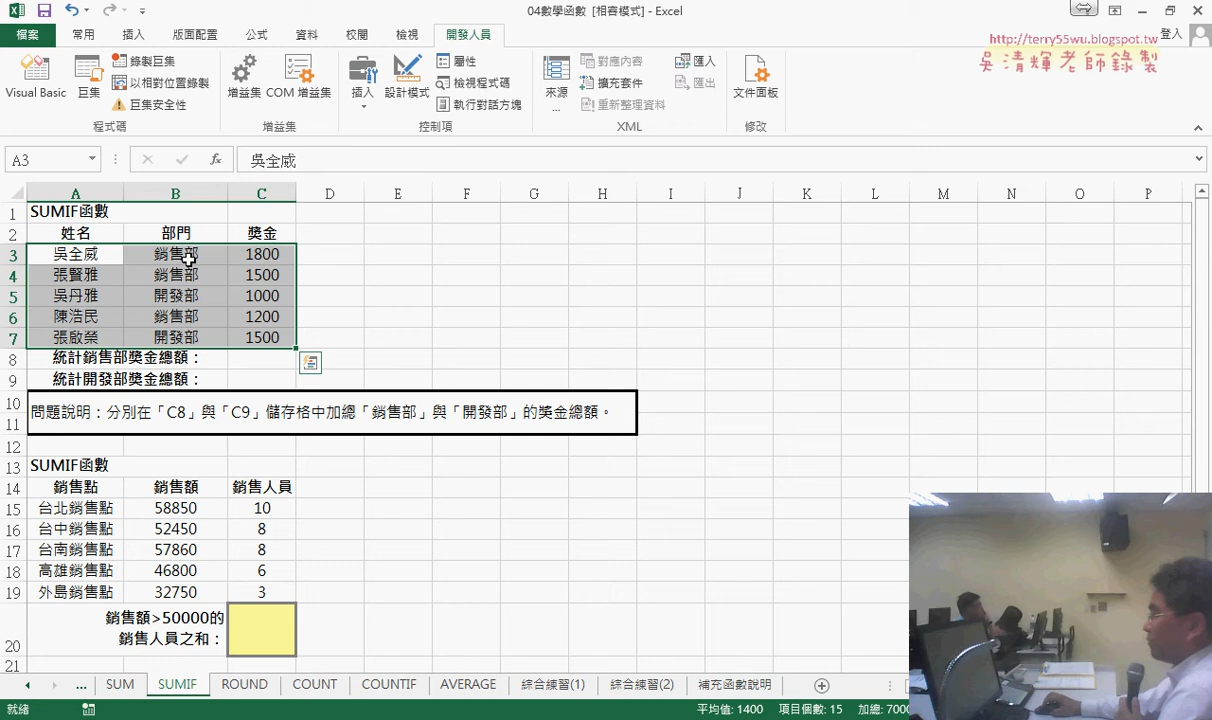 04數學函數 [相容模式] - Excel
http://terry55wu.blogspot.tw
吳清輝老師錄製
登入
檔案 常用 插入 版面配置 公式 資料 校閱 檢視 開發人員
Visual Basic 巨集 錄製巨集 以相對位置錄製 巨集安全性 增益集 COM 增益集 插入 設計模式 屬性 檢視程式碼 執行對話方塊 來源 ... 對應內容 擴充套件 重新整理資料 匯入 匯出 文件面板
程式碼 增益集 控制項 XML 修改
A3 fx 吳全威
A B C D E F G H I J K L M N O P
1 SUMIF函數
2 姓名 部門 獎金
3 吳全威 銷售部 1800
4 張賢雅 銷售部 1500
5 吳丹雅 開發部 1000
6 陳浩民 銷售部 1200
7 張啟榮 開發部 1500
8 統計銷售部獎金總額：
9 統計開發部獎金總額：
10
問題說明：分別在「C8」與「C9」儲存格中加總「銷售部」與「開發部」的獎金總額。
11
12
13 SUMIF函數
14 銷售點 銷售額 銷售人員
15 台北銷售點 58850 10
16 台中銷售點 52450 8
17 台南銷售點 57860 8
18 高雄銷售點 46800 6
19 外島銷售點 32750 3
銷售額>50000的
20 銷售人員之和：
21
... SUM SUMIF ROUND COUNT COUNTIF AVERAGE 綜合練習(1) 綜合練習(2) 補充函數說明
就緒 平均值: 1400 項目個數: 15 加總: 7000